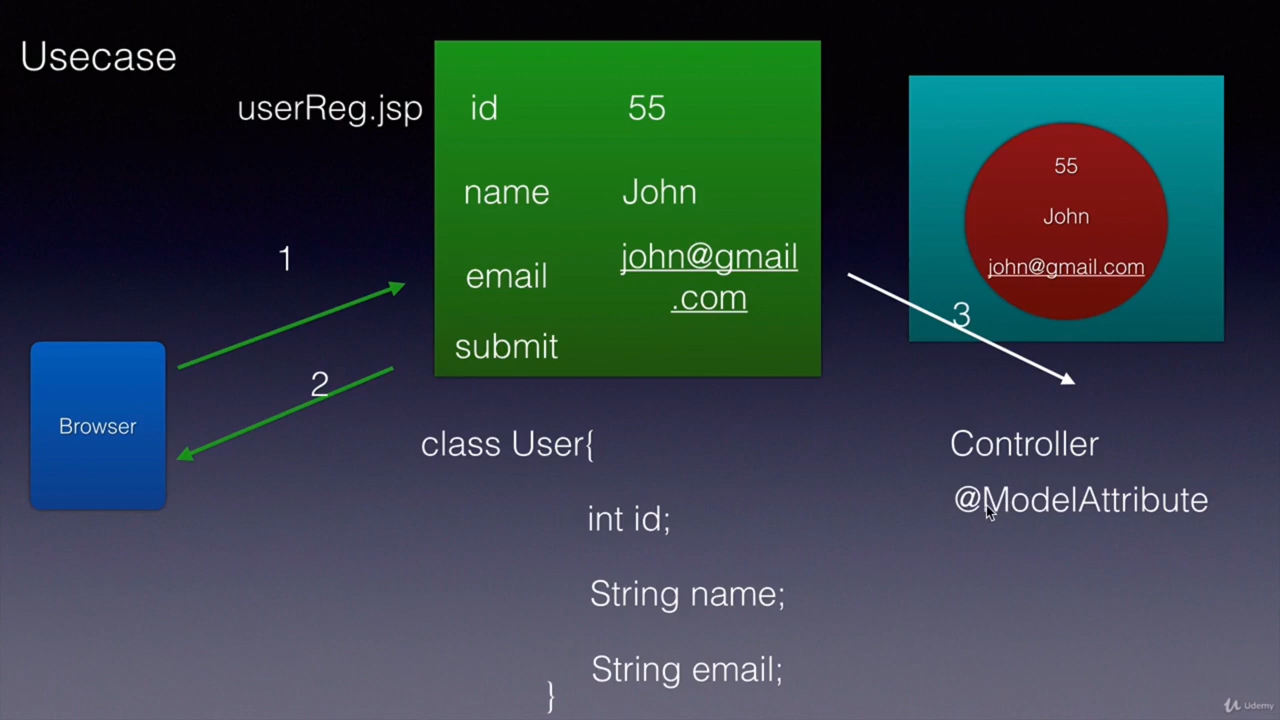 Usecase
userReg.jsp
id 55
name John
email john@gmail
.com
submit
1
2
Browser
55
John
john@gmail.com
3
Controller
@ModelAttribute
class User{
int id;
String name;
String email;
}
Udemy